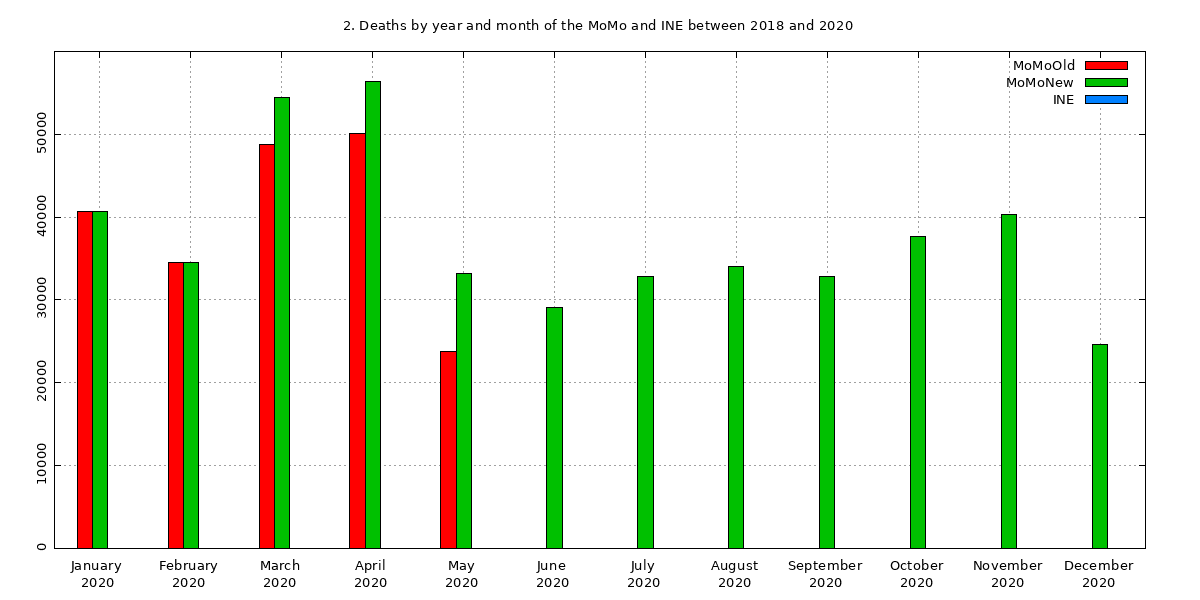 2. Deaths by year and month of the MoMo and INE between 2018 and 2020
MoMoOld
MoMoNew
INE
50000
40000
30000
20000
10000
0
January February March April May June July August September October November December
2020 2020 2020 2020 2020 2020 2020 2020 2020 2020 2020 2020